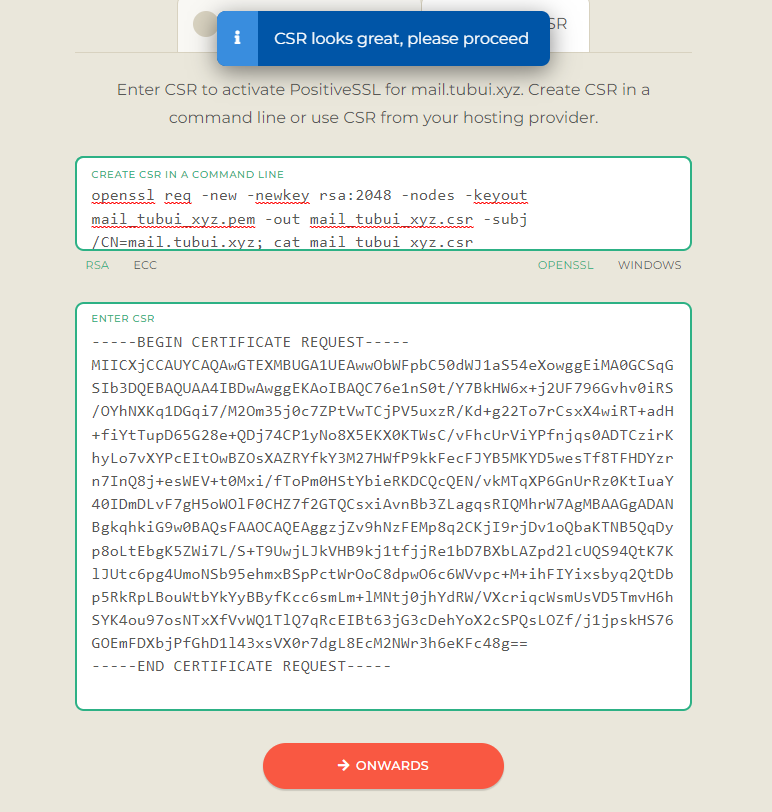 SR
CSR looks great, please proceed
Enter CSR to activate PositiveSSL for mail.tubui.xyz. Create CSR in a
command line or use CSR from your hosting provider.
CREATE CSR IN A COMMAND LINE
openssl req -new -newkey rsa:2048 -nodes -keyout
mail_tubui_xyz.pem -out mail_tubui_xyz.csr -subj
/CN=mail.tubui.xyz; cat mail_tubui_xyz.csr
RSA ECC OPENSSL WINDOWS
ENTER CSR
-----BEGIN CERTIFICATE REQUEST-----
MIICXjCCAUYCAQAwGTEXMBUGA1UEAwwObWFpbC50dWJ1aS54eXowggEiMA0GCSqG
SIb3DQEBAQUAA4IBDwAwggEKAoIBAQC76e1nS0t/Y7BkHW6x+j2UF796Gvhv0iRS
/OYhNXKq1DGqi7/M2Om35j0c7ZPtVwTCjPV5uxzR/Kd+g22To7rCsxX4wiRT+adH
+fiYtTupD65G28e+QDj74CP1yNo8X5EKX0KTWsC/vFhcUrViYPfnjqs0ADTCzirK
hyLo7vXYPcEItOwBZOsXAZRYfkY3M27HWfP9kkFecFJYB5MKYD5wesTf8TFHDYzr
n7InQ8j+esWEV+t0Mxi/fToPm0HStYbieRKDCQcQEN/vkMTqXP6GnUrRz0KtIuaY
40IDmDLvF7gH5oWOlF0CHZ7f2GTQCsxiAvnBb3ZLagqsRIQMhrW7AgMBAAGgADAN
BgkqhkiG9w0BAQsFAAOCAQEAggzjZv9hNzFEMp8q2CKjI9rjDv1oQbaKTNB5QqDy
p8oLtEbgK5ZWi7L/S+T9UwjLJkVHB9kj1tfjjRe1bD7BXbLAZpd2lcUQS94QtK7K
lJUtc6pg4UmoNSb95ehmxBSpPctWrOoC8dpwO6c6WVvpc+M+ihFIYixsbyq2QtDb
p5RkRpLBouWtbYkYyBByfKcc6smLm+lMNtj0jhYdRW/VXcriqcWsmUsVD5TmvH6h
SYK4ou97osNTxXfVvWQ1TlQ7qRcEIBt63jG3cDehYoX2cSPQsLOZf/j1jpskHS76
GOEmFDXbjPfGhD1l43xsVX0r7dgL8EcM2NWr3h6eKFc48g==
-----END CERTIFICATE REQUEST-----
ONWARDS